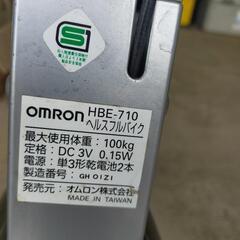 OMRON HBE-710
ヘルスフルバイク
最大使用体重：100kg
定格：DC 3V 0.15W
電源：単3形乾電池2本
製造番号：GH0IZI
発売元：オムロン株式会社
MADE IN TAIWAN